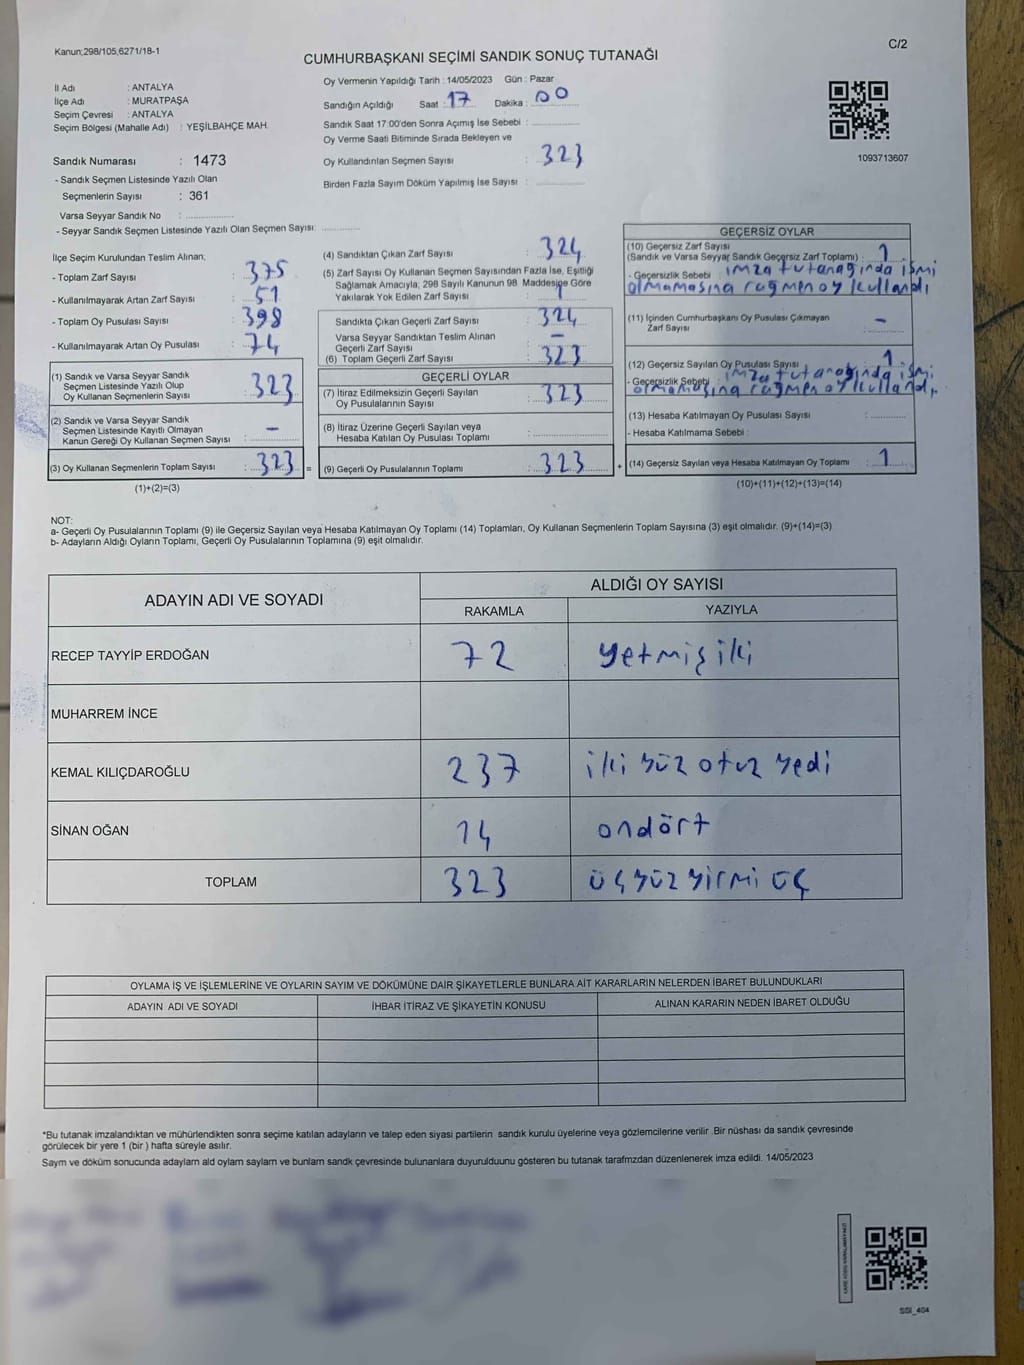 Kanun;298/105,6271/18-1
C/2
CUMHURBAŞKANI SEÇİMİ SANDIK SONUÇ TUTANAĞI
İl Adı : ANTALYA
İlçe Adı : MURATPAŞA
Seçim Çevresi : ANTALYA
Seçim Bölgesi (Mahalle Adı) : YEŞİLBAHÇE MAH.
Sandık Numarası : 1473
- Sandık Seçmen Listesinde Yazılı Olan
Seçmenlerin Sayısı : 361
Varsa Seyyar Sandık No :
- Seyyar Sandık Seçmen Listesinde Yazılı Olan Seçmen Sayısı:
Oy Vermenin Yapıldığı Tarih : 14/05/2023 Gün : Pazar
Sandığın Açıldığı Saat : 17 Dakika : 00
Sandık Saat 17:00'den Sonra Açımış İse Sebebi :
Oy Verme Saati Bitiminde Sırada Bekleyen ve
Oy Kullandırılan Seçmen Sayısı : 323
Birden Fazla Sayım Döküm Yapılmış İse Sayısı :
1093713607
İlçe Seçim Kurulundan Teslim Alınan;
- Toplam Zarf Sayısı : 375
- Kullanılmayarak Artan Zarf Sayısı : 51
- Toplam Oy Pusulası Sayısı : 398
- Kullanılmayarak Artan Oy Pusulası : 74
(1) Sandık ve Varsa Seyyar Sandık
Seçmen Listesinde Yazılı Olup
Oy Kullanan Seçmenlerin Sayısı : 323
(2) Sandık ve Varsa Seyyar Sandık
Seçmen Listesinde Kayıtlı Olmayan
Kanun Gereği Oy Kullanan Seçmen Sayısı : -
(3) Oy Kullanan Seçmenlerin Toplam Sayısı : 323 =
(1)+(2)=(3)
(4) Sandıktan Çıkan Zarf Sayısı : 324
(5) Zarf Sayısı Oy Kullanan Seçmen Sayısından Fazla İse, Eşitliği
Sağlamak Amacıyla, 298 Sayılı Kanunun 98. Maddesine Göre
Yakılarak Yok Edilen Zarf Sayısı : 1
Sandıkta Çıkan Geçerli Zarf Sayısı : 324
Varsa Seyyar Sandıktan Teslim Alınan
Geçerli Zarf Sayısı : -
(6) Toplam Geçerli Zarf Sayısı : 323
GEÇERLİ OYLAR
(7) İtiraz Edilmeksizin Geçerli Sayılan
Oy Pusulalarının Sayısı : 323
(8) İtiraz Üzerine Geçerli Sayılan veya
Hesaba Katılan Oy Pusulası Toplamı :
(9) Geçerli Oy Pusulalarının Toplamı : 323 +
GEÇERSİZ OYLAR
(10) Geçersiz Zarf Sayısı
(Sandık ve Varsa Seyyar Sandık Geçersiz Zarf Toplamı) : 1
- Geçersizlik Sebebi : imza tutanağında ismi
olmamasına rağmen oy kullandı
(11) İçinden Cumhurbaşkanı Oy Pusulası Çıkmayan
Zarf Sayısı : -
(12) Geçersiz Sayılan Oy Pusulası Sayısı : 1
- Geçersizlik Sebebi : imza tutanağında ismi
olmamasına rağmen oy kullandı.
(13) Hesaba Katılmayan Oy Pusulası Sayısı :
- Hesaba Katılmama Sebebi :
(14) Geçersiz Sayılan veya Hesaba Katılmayan Oy Toplamı : 1
(10)+(11)+(12)+(13)=(14)
NOT:
a- Geçerli Oy Pusulalarının Toplamı (9) ile Geçersiz Sayılan veya Hesaba Katılmayan Oy Toplamı (14) Toplamları, Oy Kullanan Seçmenlerin Toplam Sayısına (3) eşit olmalıdır. (9)+(14)=(3)
b- Adayların Aldığı Oyların Toplamı, Geçerli Oy Pusulalarının Toplamına (9) eşit olmalıdır.
ADAYIN ADI VE SOYADI
ALDIĞI OY SAYISI
RAKAMLA YAZIYLA
RECEP TAYYİP ERDOĞAN 72 yetmiş iki
MUHARREM İNCE
KEMAL KILIÇDAROĞLU 237 iki yüz otuz yedi
SİNAN OĞAN 14 ondört
TOPLAM 323 üç yüz yirmi üç
OYLAMA İŞ VE İŞLEMLERİNE VE OYLARIN SAYIM VE DÖKÜMÜNE DAİR ŞİKAYETLERLE BUNLARA AİT KARARLARIN NELERDEN İBARET BULUNDUKLARI
ADAYIN ADI VE SOYADI İHBAR İTİRAZ VE ŞİKAYETİN KONUSU ALINAN KARARIN NEDEN İBARET OLDUĞU
*Bu tutanak imzalandıktan ve mühürlendikten sonra seçime katılan adayların ve talep eden siyasi partilerin sandık kurulu üyelerine veya gözlemcilerine verilir .Bir nüshası da sandık çevresinde
görülecek bir yere 1 (bir ) hafta süreyle asılır.
Saym ve döküm sonucunda adaylarn ald oylarn saylarn ve bunlarn sandk çevresinde bulunanlara duyurulduunu gösteren bu tutanak tarafmzdan düzenlenerek imza edildi. 14/05/2023
SSI_404